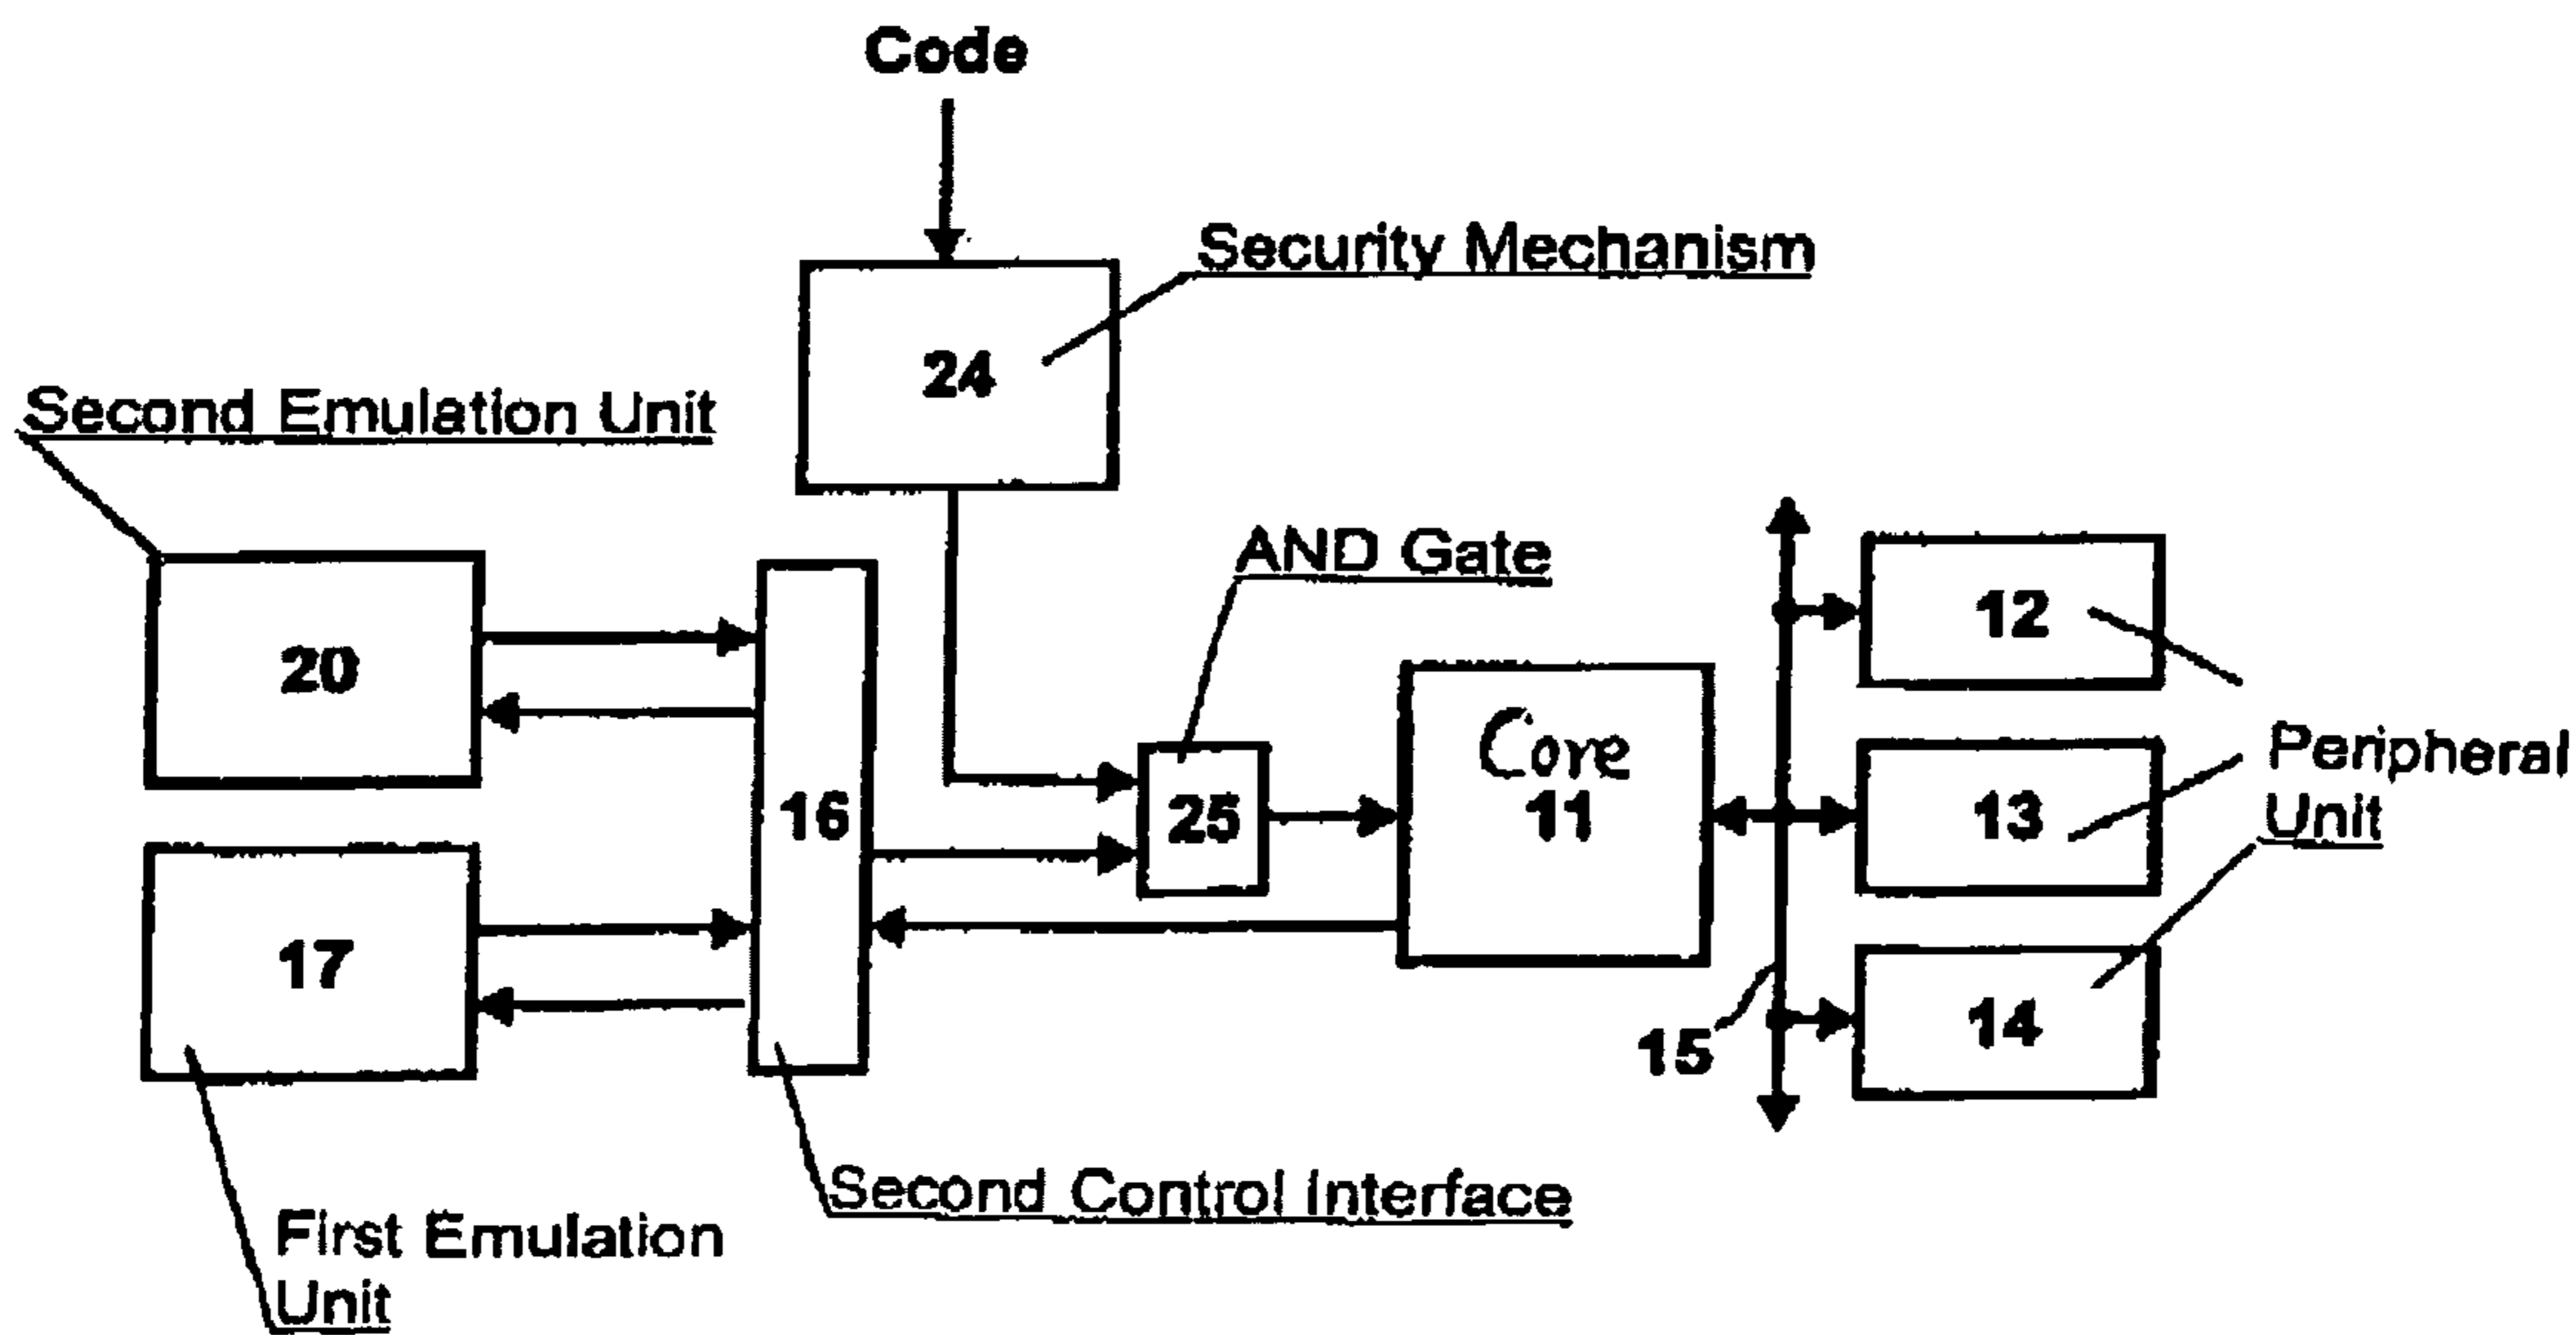 Code
Security Mechanism
24
Second Emulation Unit
AND Gate
12
20
Core
Peripheral
Unit
16
25
11
13
17
15
14
Second Control Interface
First Emulation
Unit